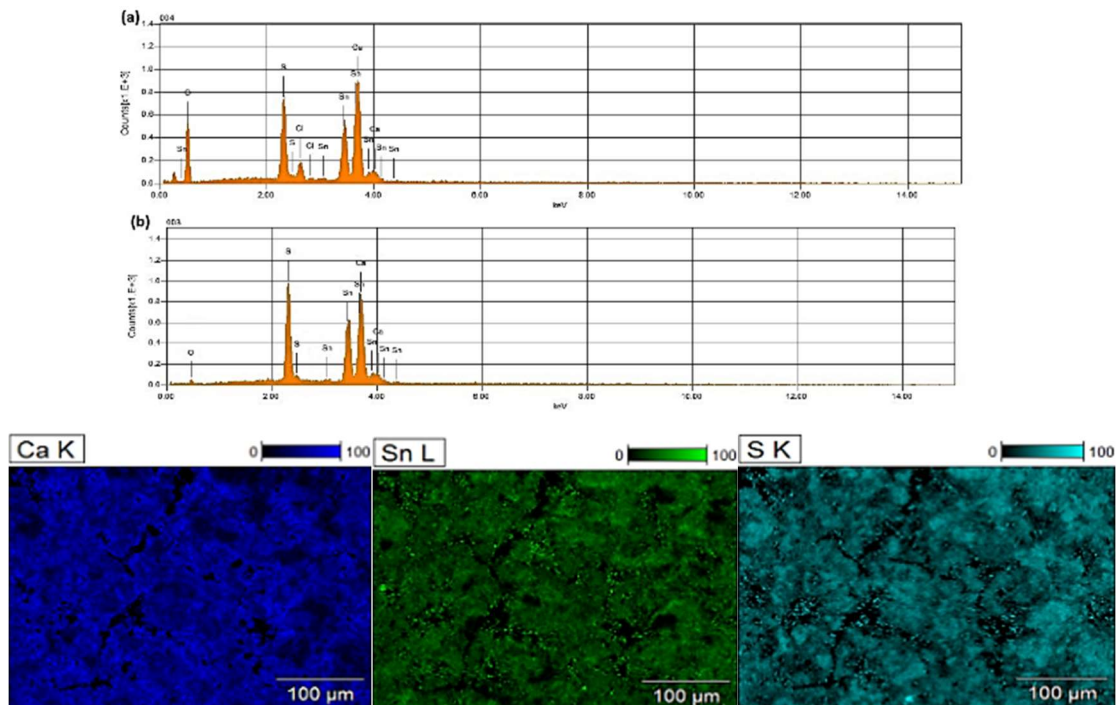 (a)
004
Counts[x1.E+3]
1.4
1.2
1.0
0.8
0.6
0.4
0.2
0.0
Sn
O
S
S
Cl
Cl
Sn
Sn
Ca
Sn
Sn
Ca
Sn
Sn
0.00 2.00 4.00 6.00 8.00 10.00 12.00 14.00
keV
(b)
003
Counts[x1.E+3]
1.4
1.2
1.0
0.8
0.6
0.4
0.2
0.0
O
S
S
Sn
Sn
Ca
Sn
Sn
Ca
Sn
Sn
0.00 2.00 4.00 6.00 8.00 10.00 12.00 14.00
keV
Ca K 0 100
Sn L 0 100
S K 0 100
100 µm
100 µm
100 µm